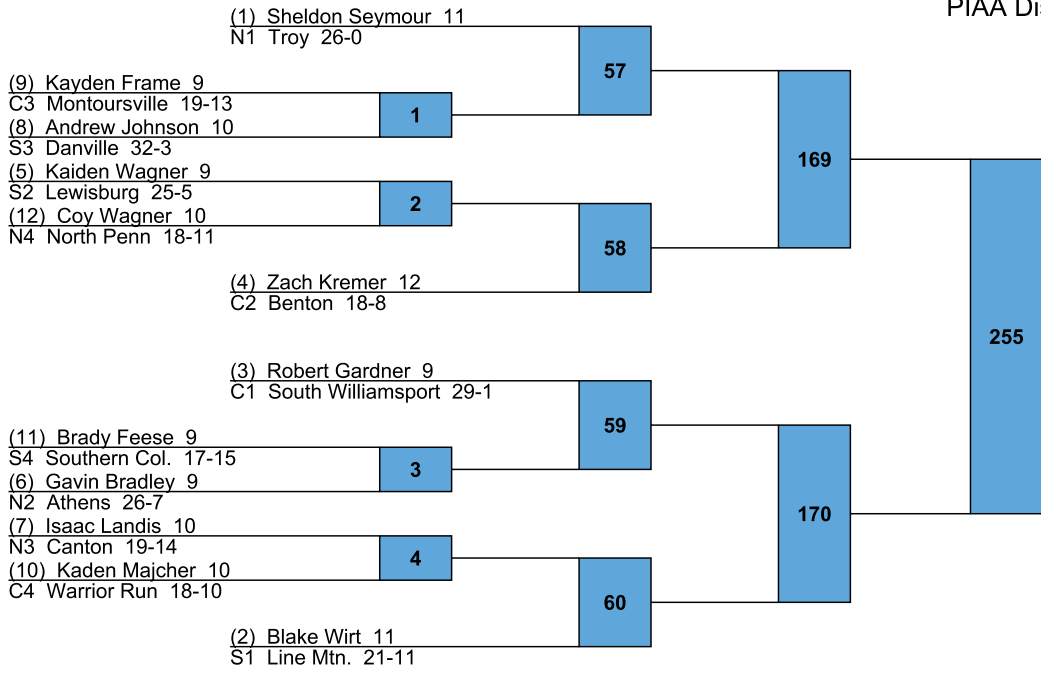 PIAA Dis
(1) Sheldon Seymour 11
N1 Troy 26-0
57
(9) Kayden Frame 9
C3 Montoursville 19-13
1
(8) Andrew Johnson 10
S3 Danville 32-3
169
(5) Kaiden Wagner 9
S2 Lewisburg 25-5
2
(12) Coy Wagner 10
N4 North Penn 18-11
58
(4) Zach Kremer 12
C2 Benton 18-8
255
(3) Robert Gardner 9
C1 South Williamsport 29-1
59
(11) Brady Feese 9
S4 Southern Col. 17-15
3
(6) Gavin Bradley 9
N2 Athens 26-7
170
(7) Isaac Landis 10
N3 Canton 19-14
4
(10) Kaden Majcher 10
C4 Warrior Run 18-10
60
(2) Blake Wirt 11
S1 Line Mtn. 21-11